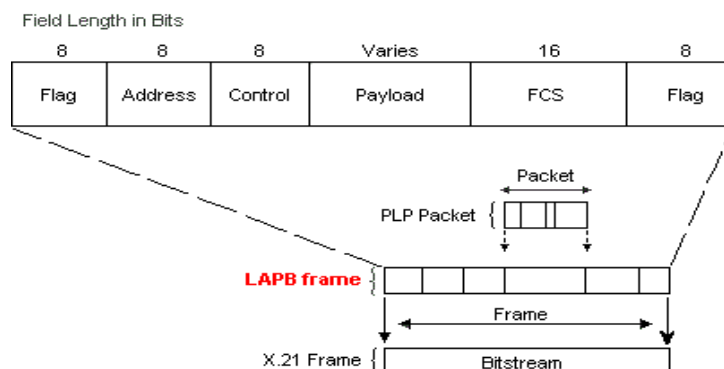 Field Length in Bits
8 8 8 Varies 16 8
Flag Address Control Payload FCS Flag
Packet
PLP Packet
LAPB frame
Frame
X.21 Frame
Bitstream